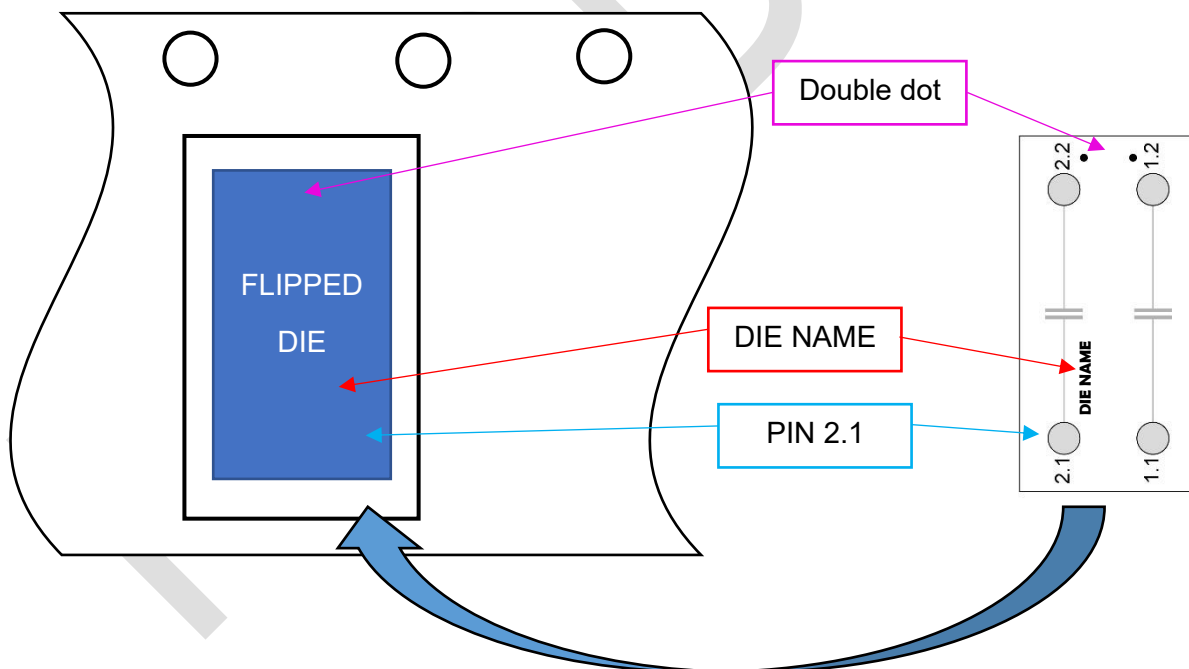 Double dot
2.2
1.2
FLIPPED
DIE
DIE NAME
DIE NAME
PIN 2.1
2.1
1.1